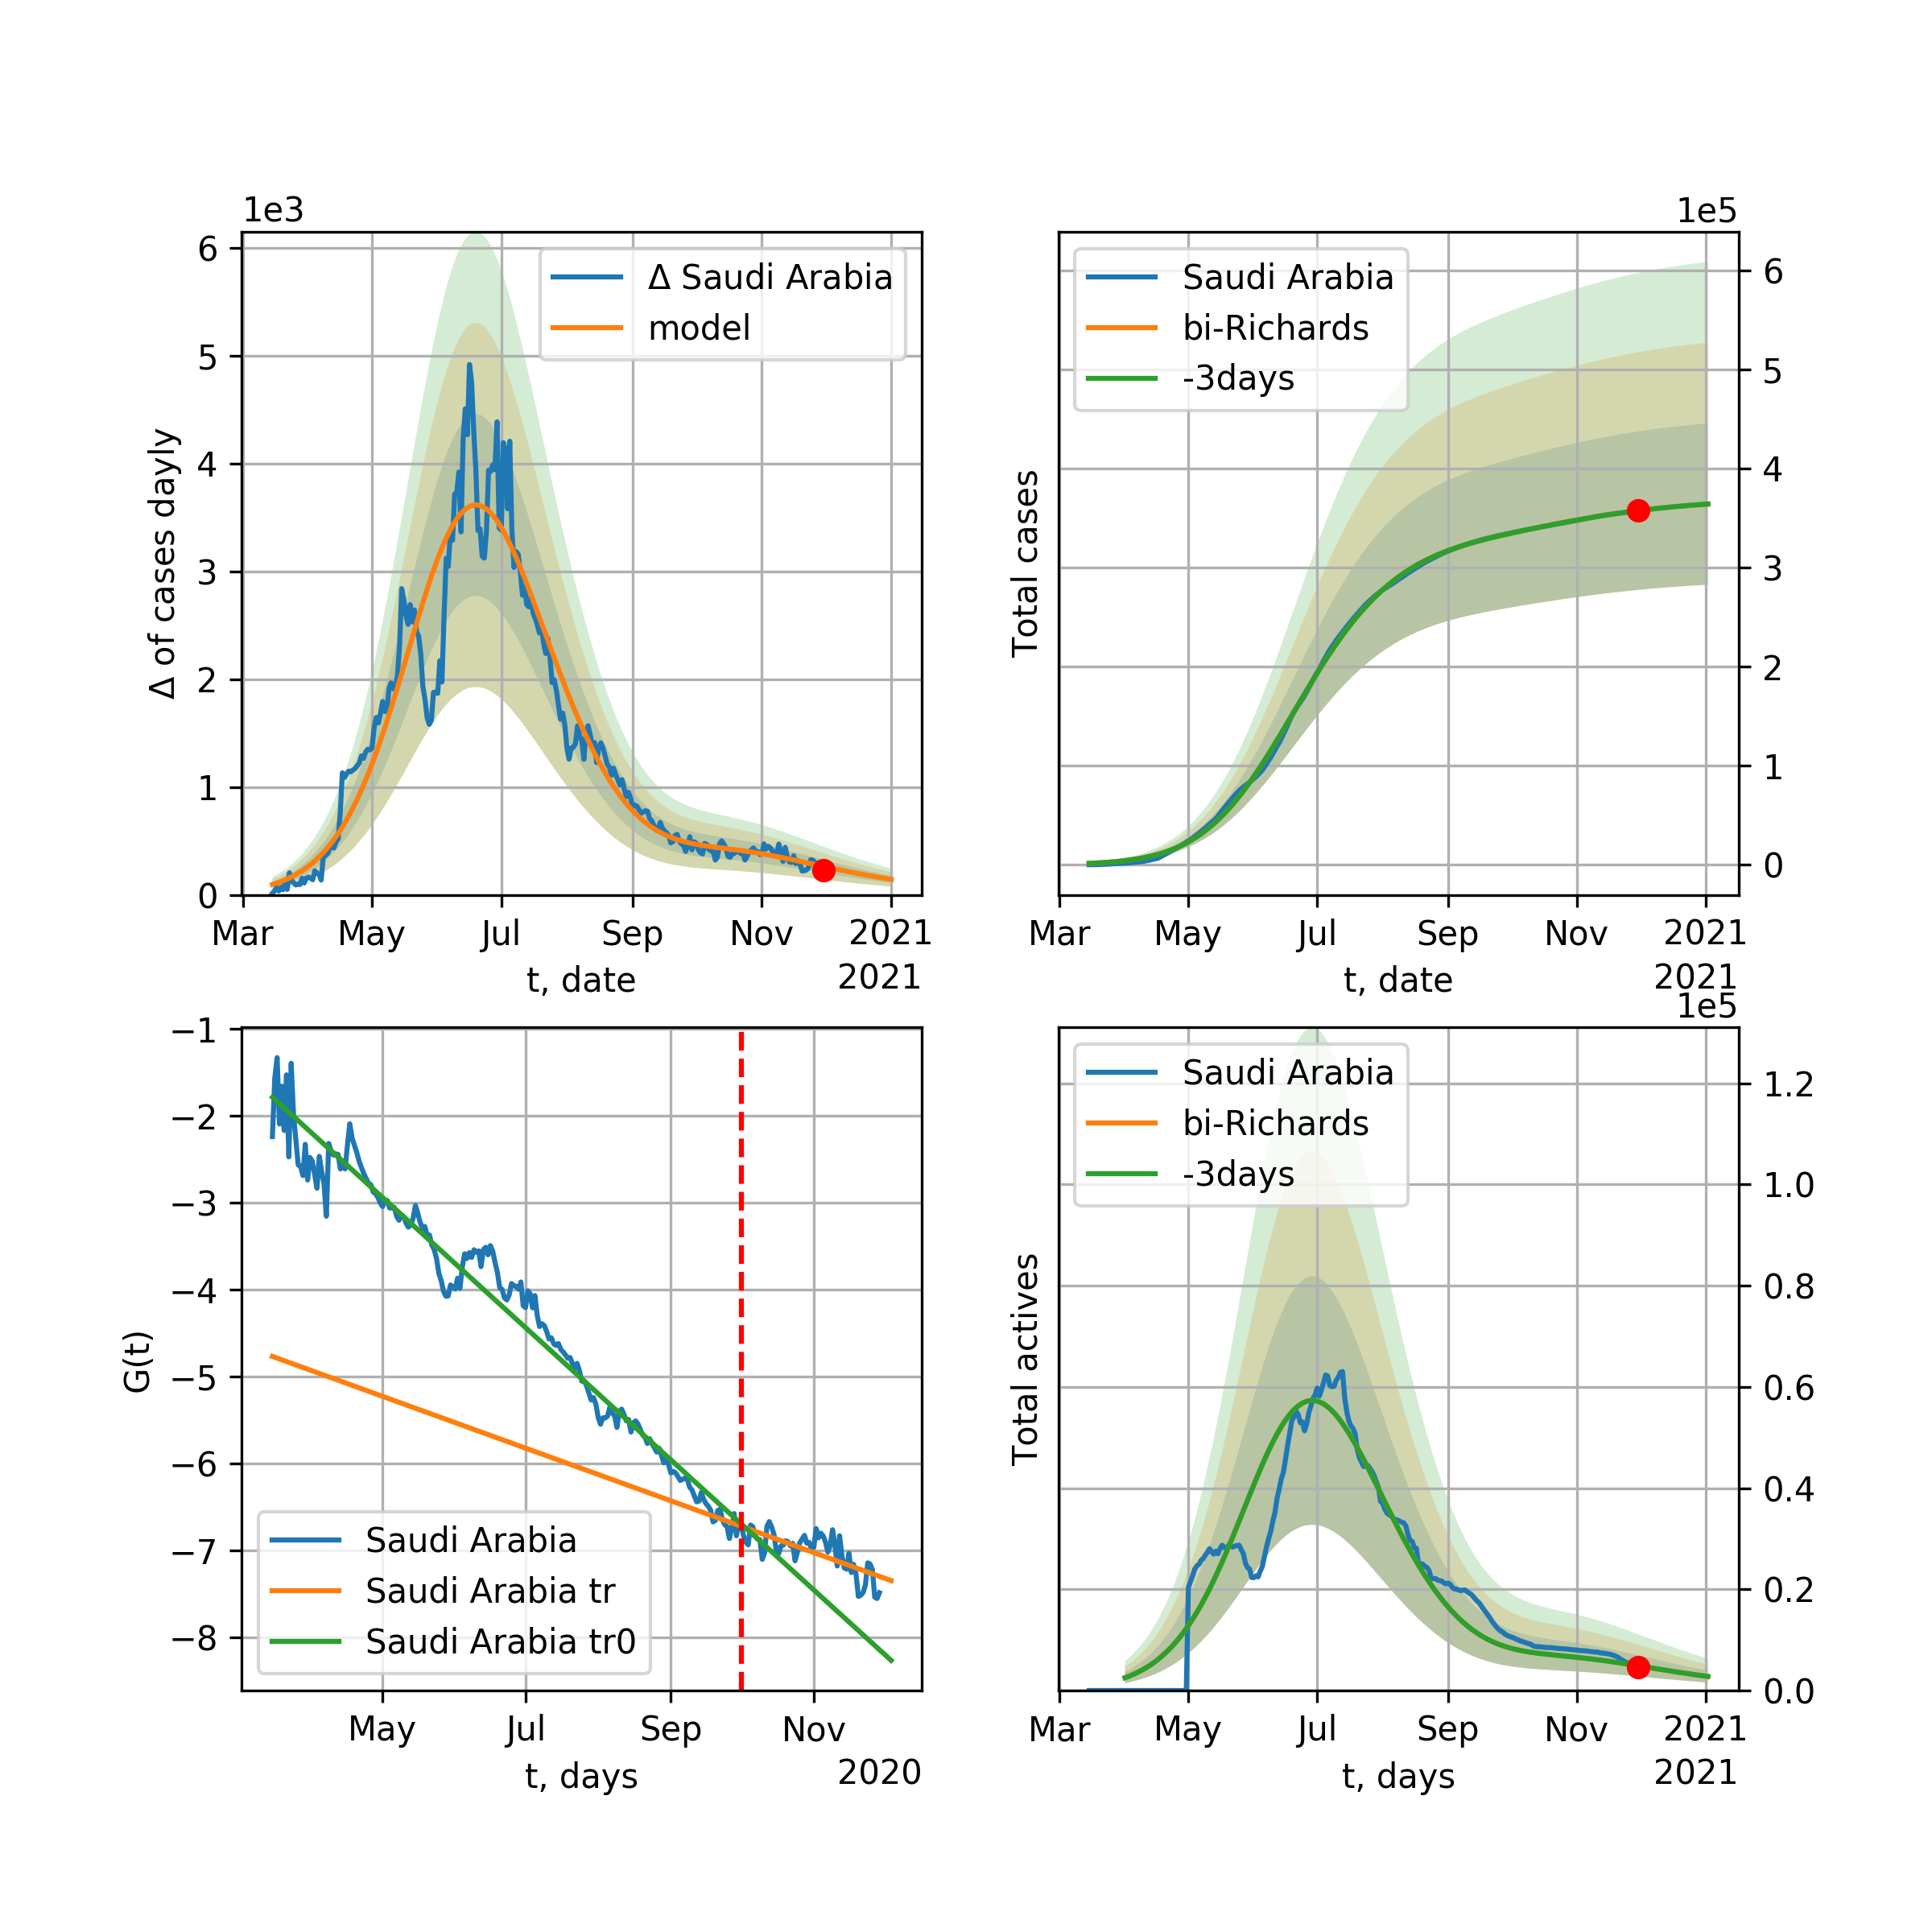 1e3
6
5
4
3
2
1
0
Δ of cases dayly
Δ Saudi Arabia
model
Mar May Jul Sep Nov 2021
t, date
2021
1e5
6
5
4
3
2
1
0
Total cases
Saudi Arabia
bi-Richards
-3days
Mar May Jul Sep Nov 2021
t, date
2021
−1
−2
−3
−4
−5
−6
−7
−8
G(t)
Saudi Arabia
Saudi Arabia tr
Saudi Arabia tr0
May Jul Sep Nov
t, days
2020
1e5
1.2
1.0
0.8
0.6
0.4
0.2
0.0
Total actives
Saudi Arabia
bi-Richards
-3days
Mar May Jul Sep Nov 2021
t, days
2021